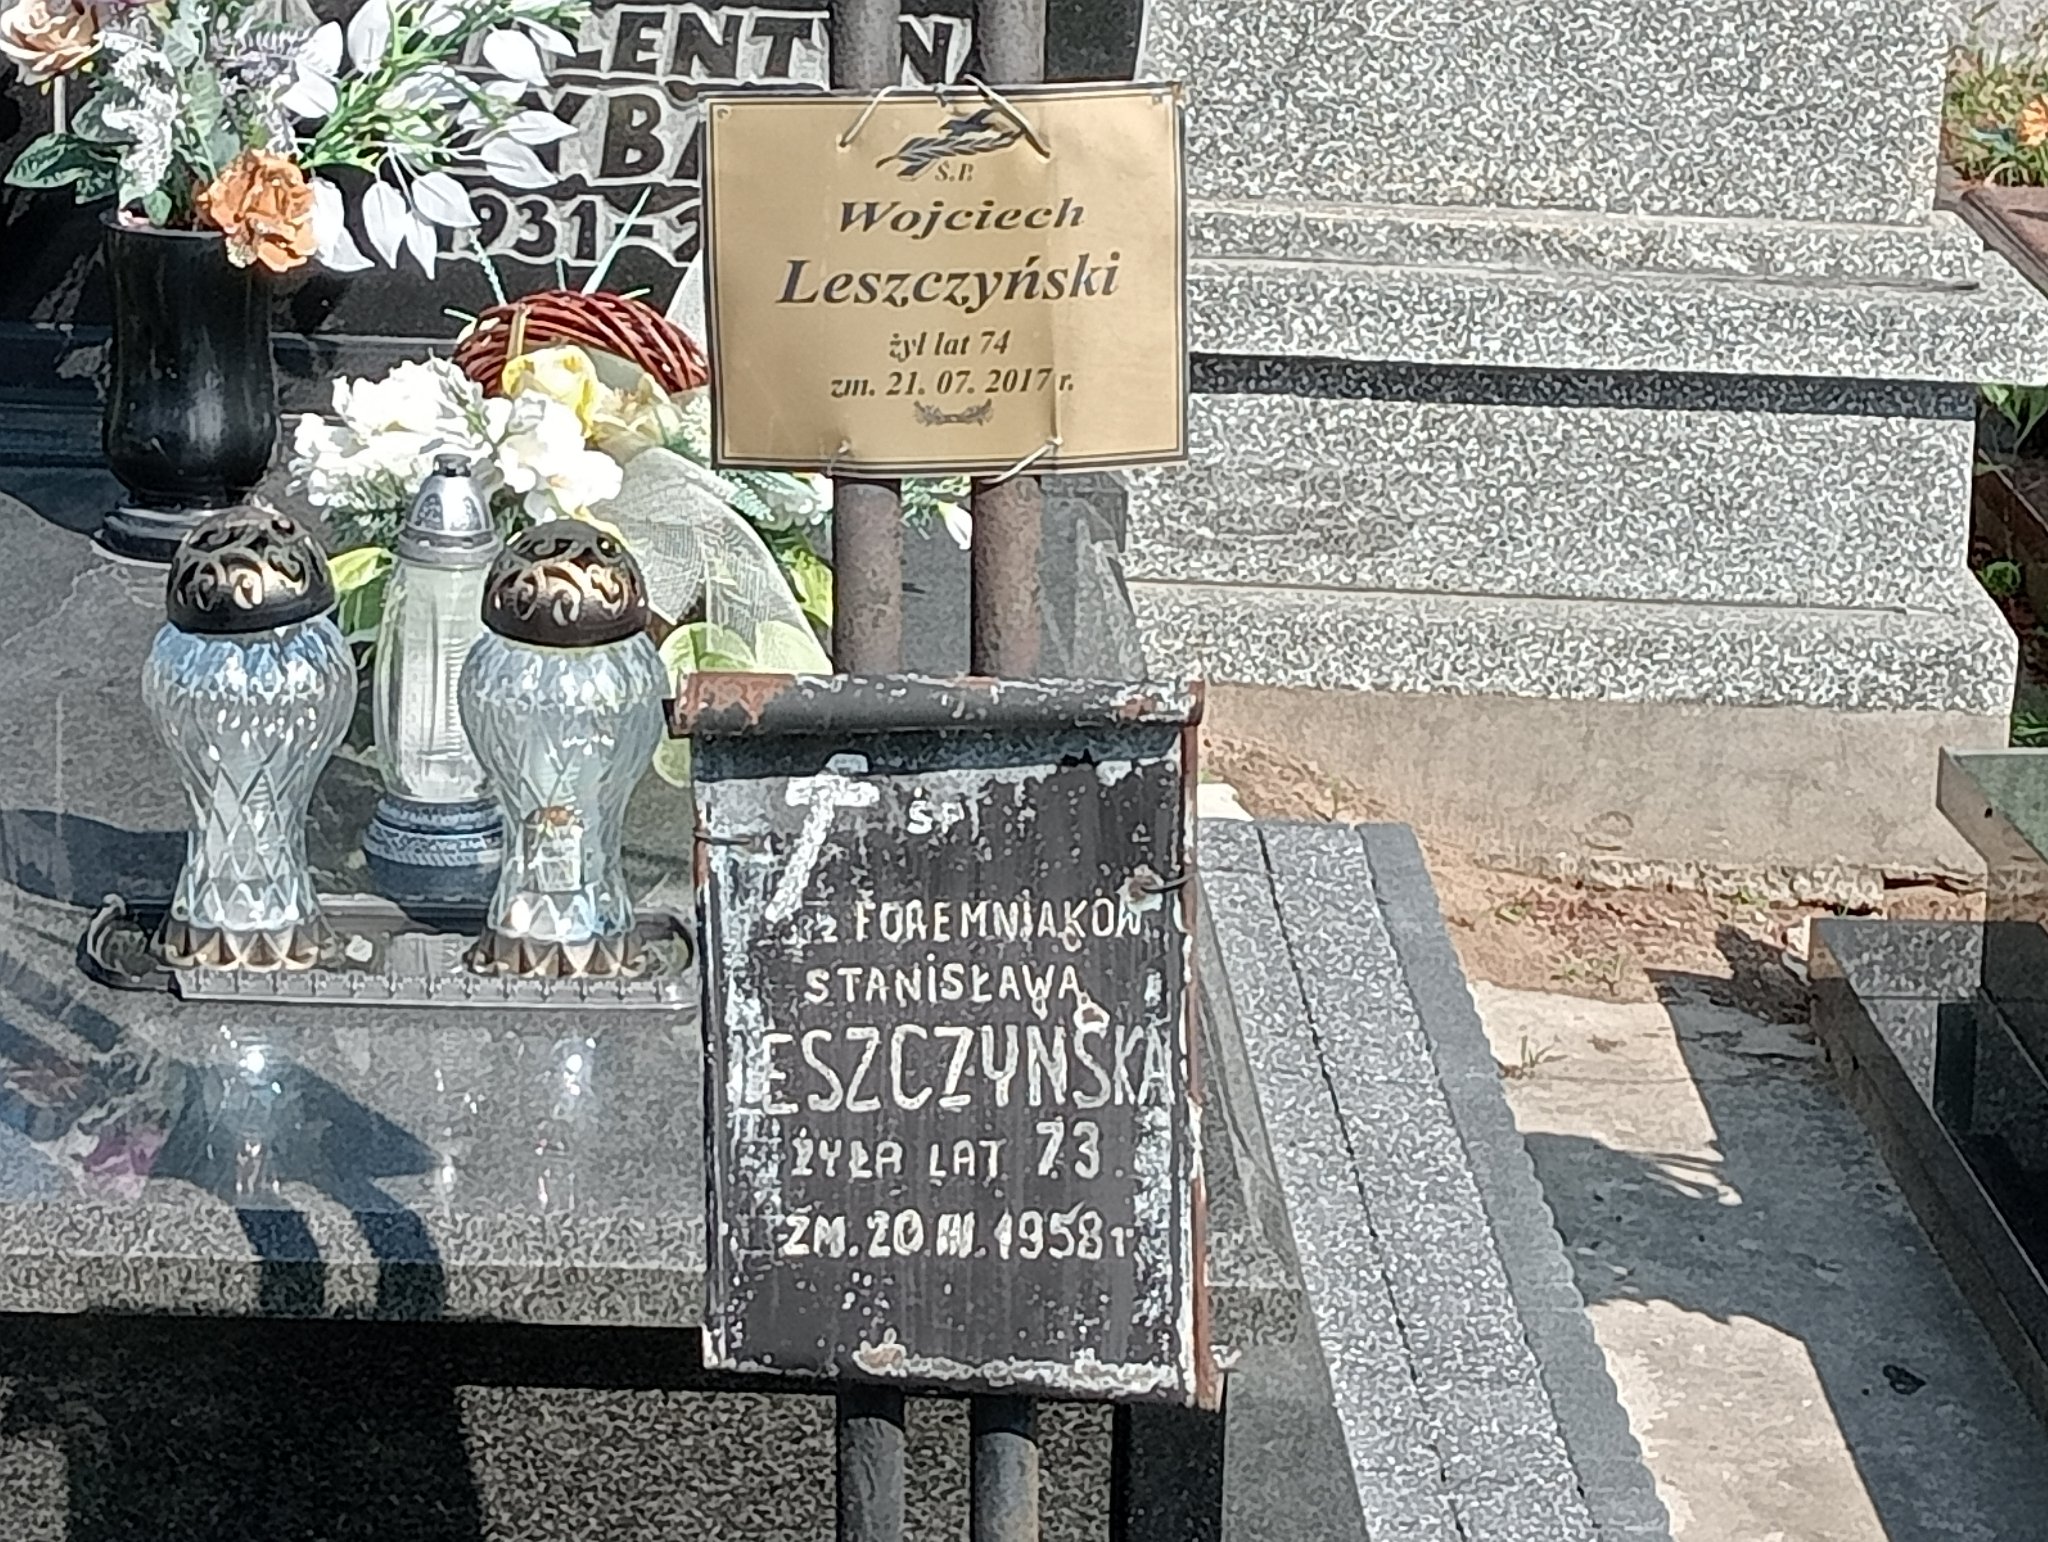 1931-
Ś.P.
Wojciech
Leszczyński
żył lat 74
zm. 21. 07. 2017 r.
ŚP
z FOREMNIAKÓW
STANISŁAWA
LESZCZYŃSKA
ŻYŁA LAT 73.
ZM. 20.III.1958 r